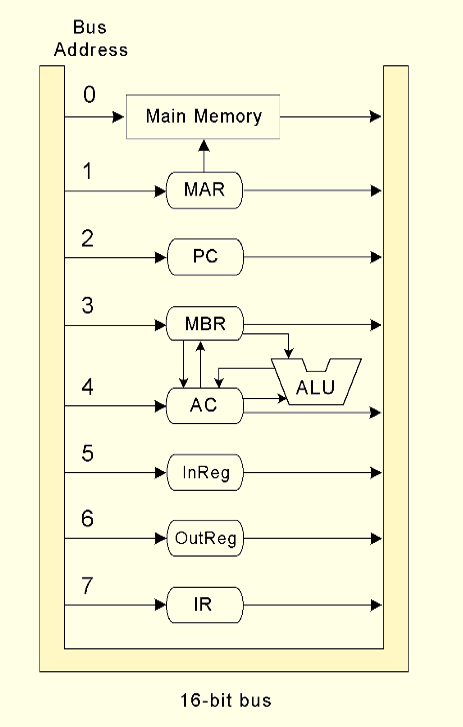 Bus
Address
0
Main Memory
1
MAR
2
PC
3
MBR
ALU
4
AC
5
InReg
6
OutReg
7
IR
16-bit bus